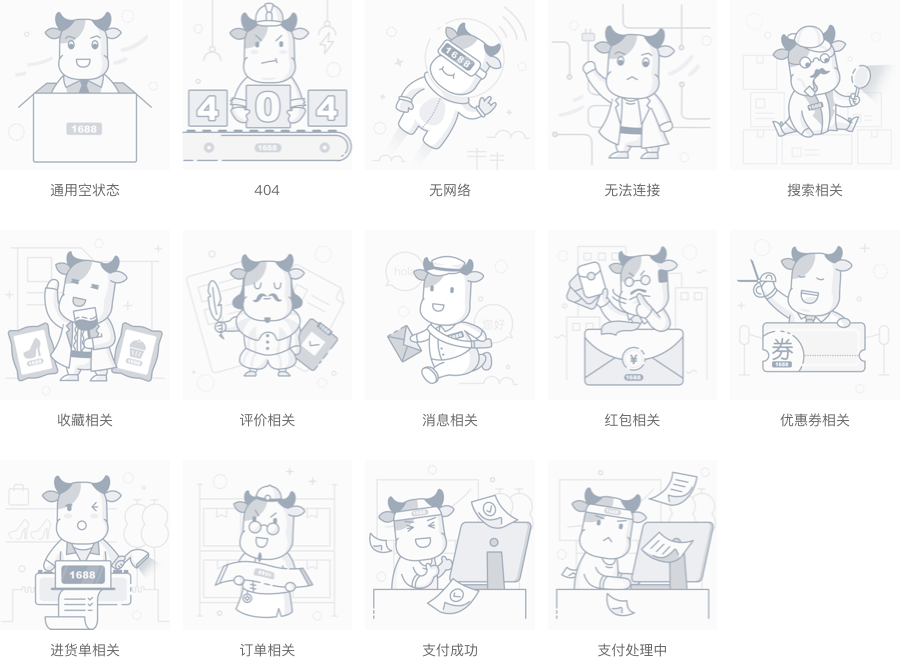 1688
通用空状态
4 0 4
1688
404
1688
无网络
无法连接
搜索相关
收藏相关
评价相关
hola
你好
消息相关
¥
1688
红包相关
券
1688
优惠券相关
1688
进货单相关
订单相关
支付成功
支付处理中